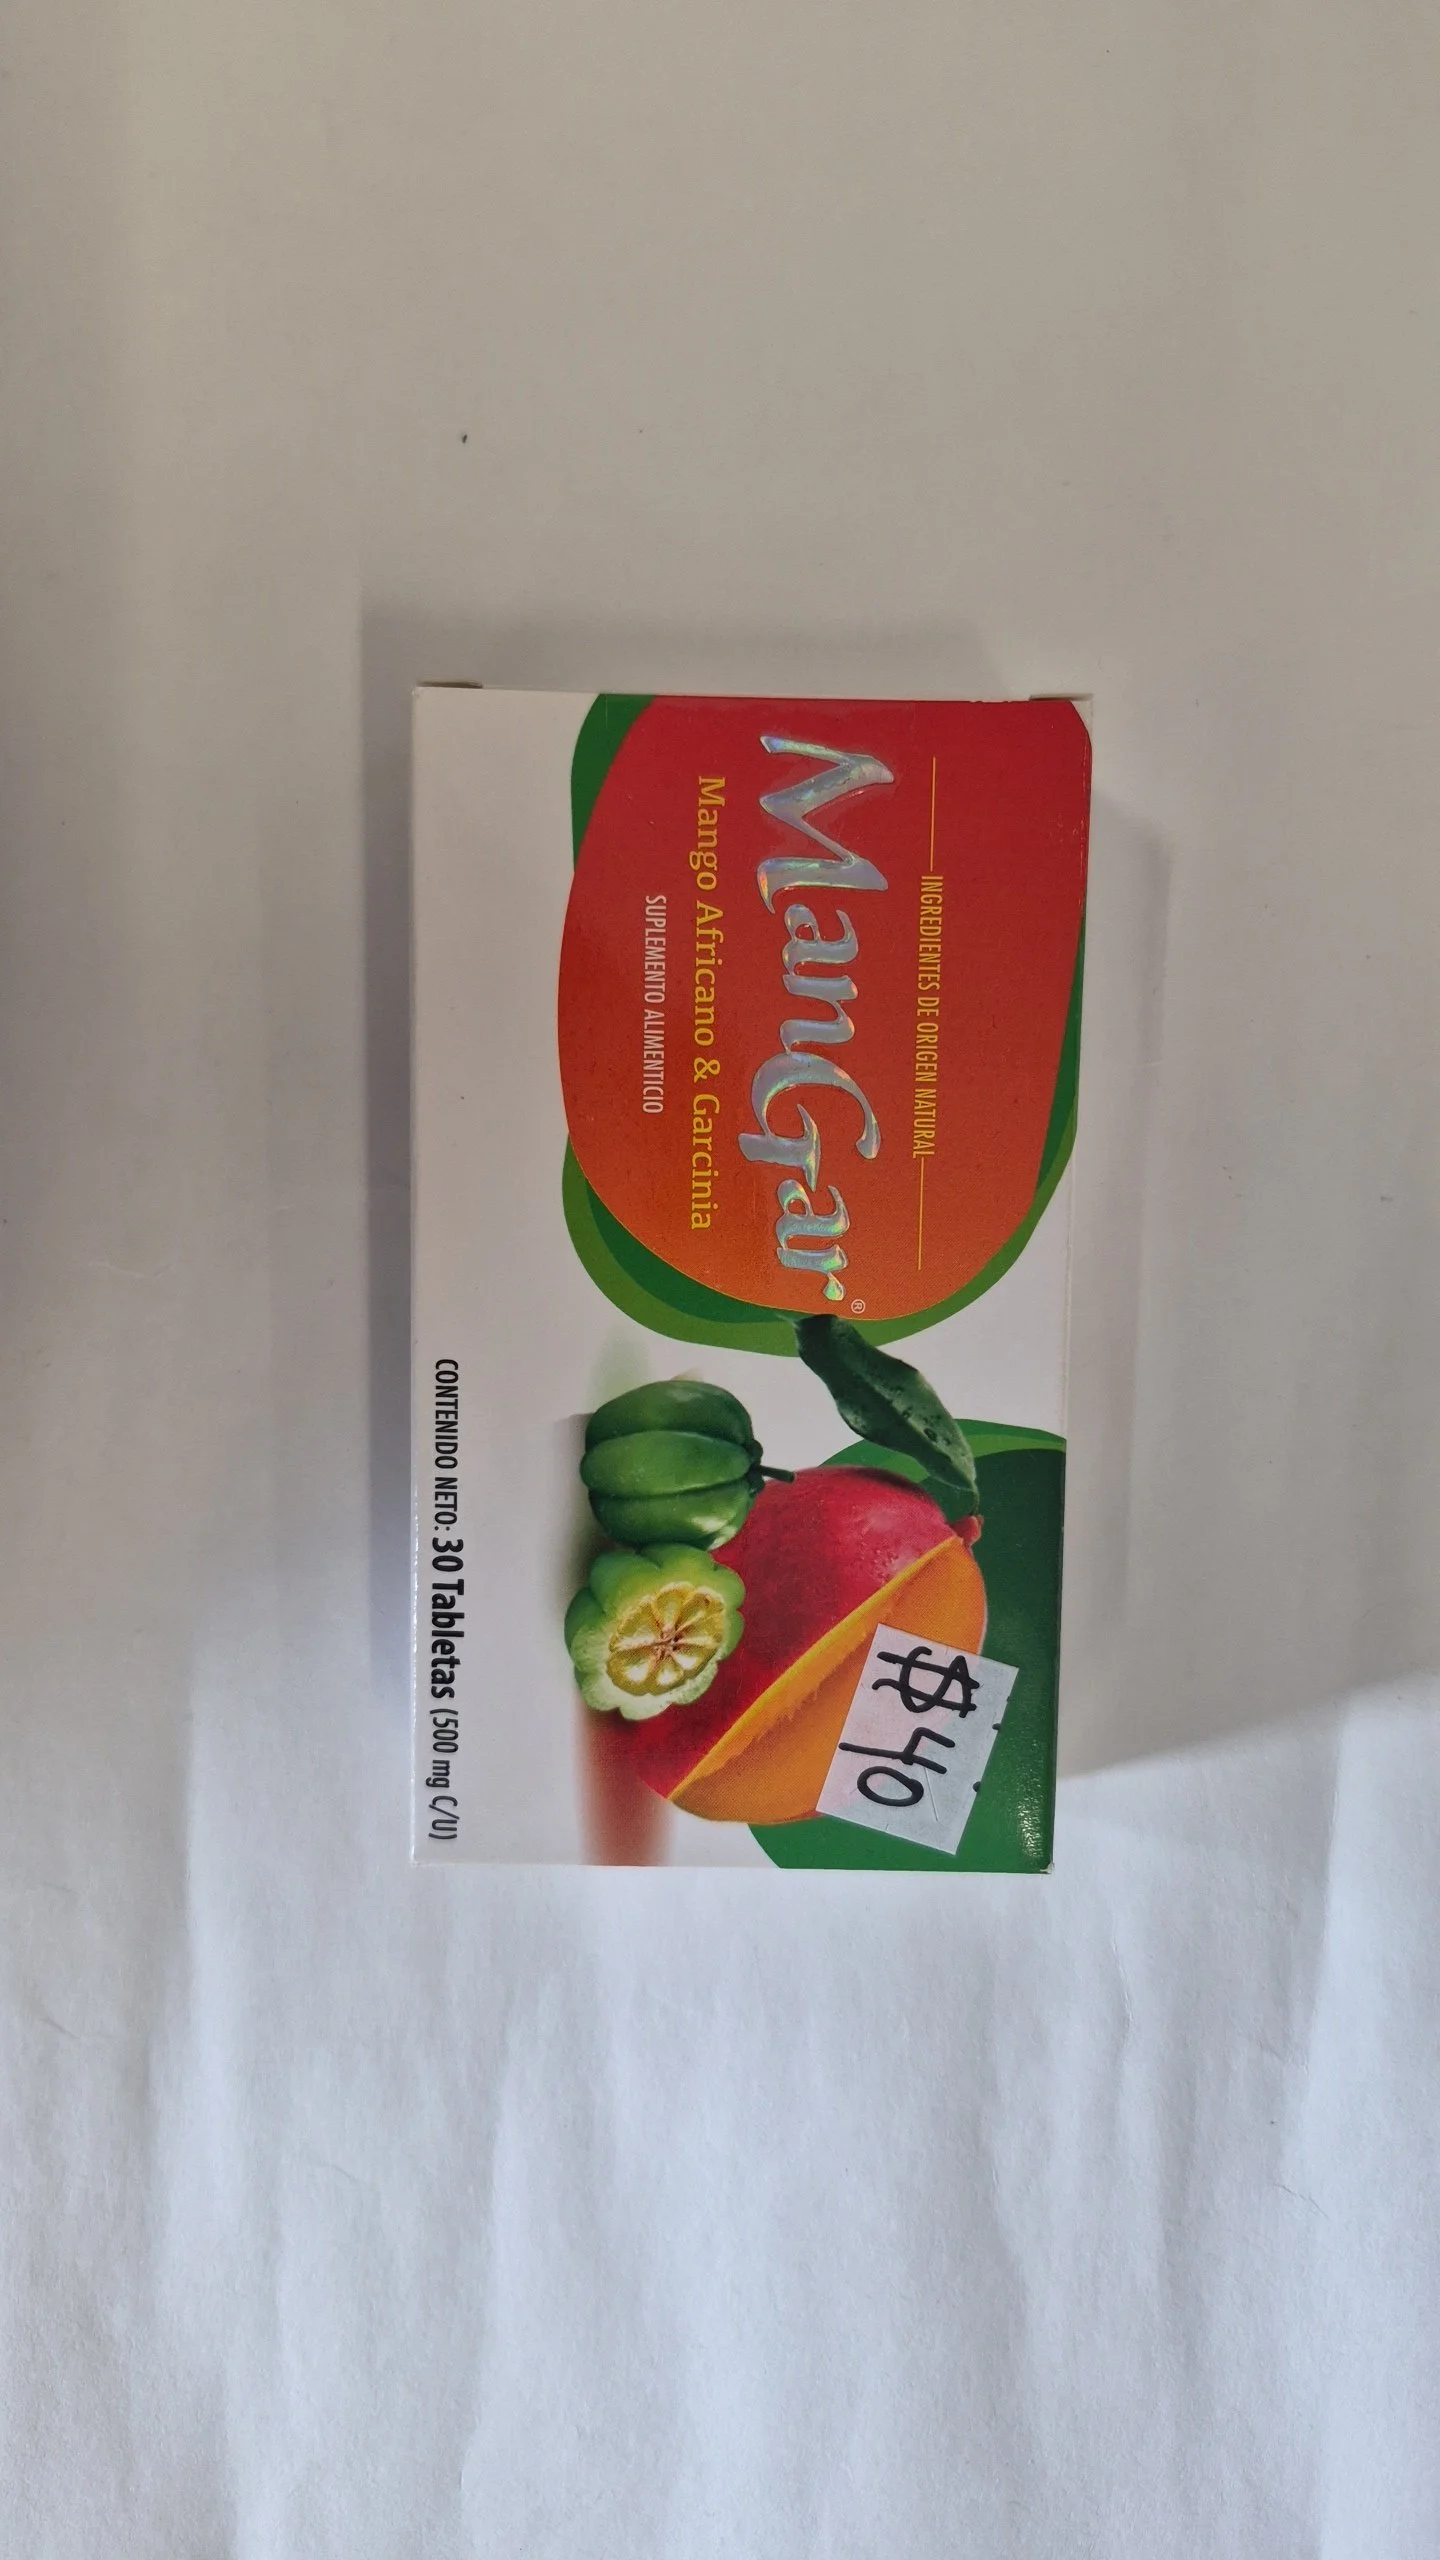 INGREDIENTES DE ORIGEN NATURAL
ManGar®
Mango Africano & Garcinia
SUPLEMENTO ALIMENTICIO
$40
CONTENIDO NETO: 30 Tabletas (500 mg C/U)